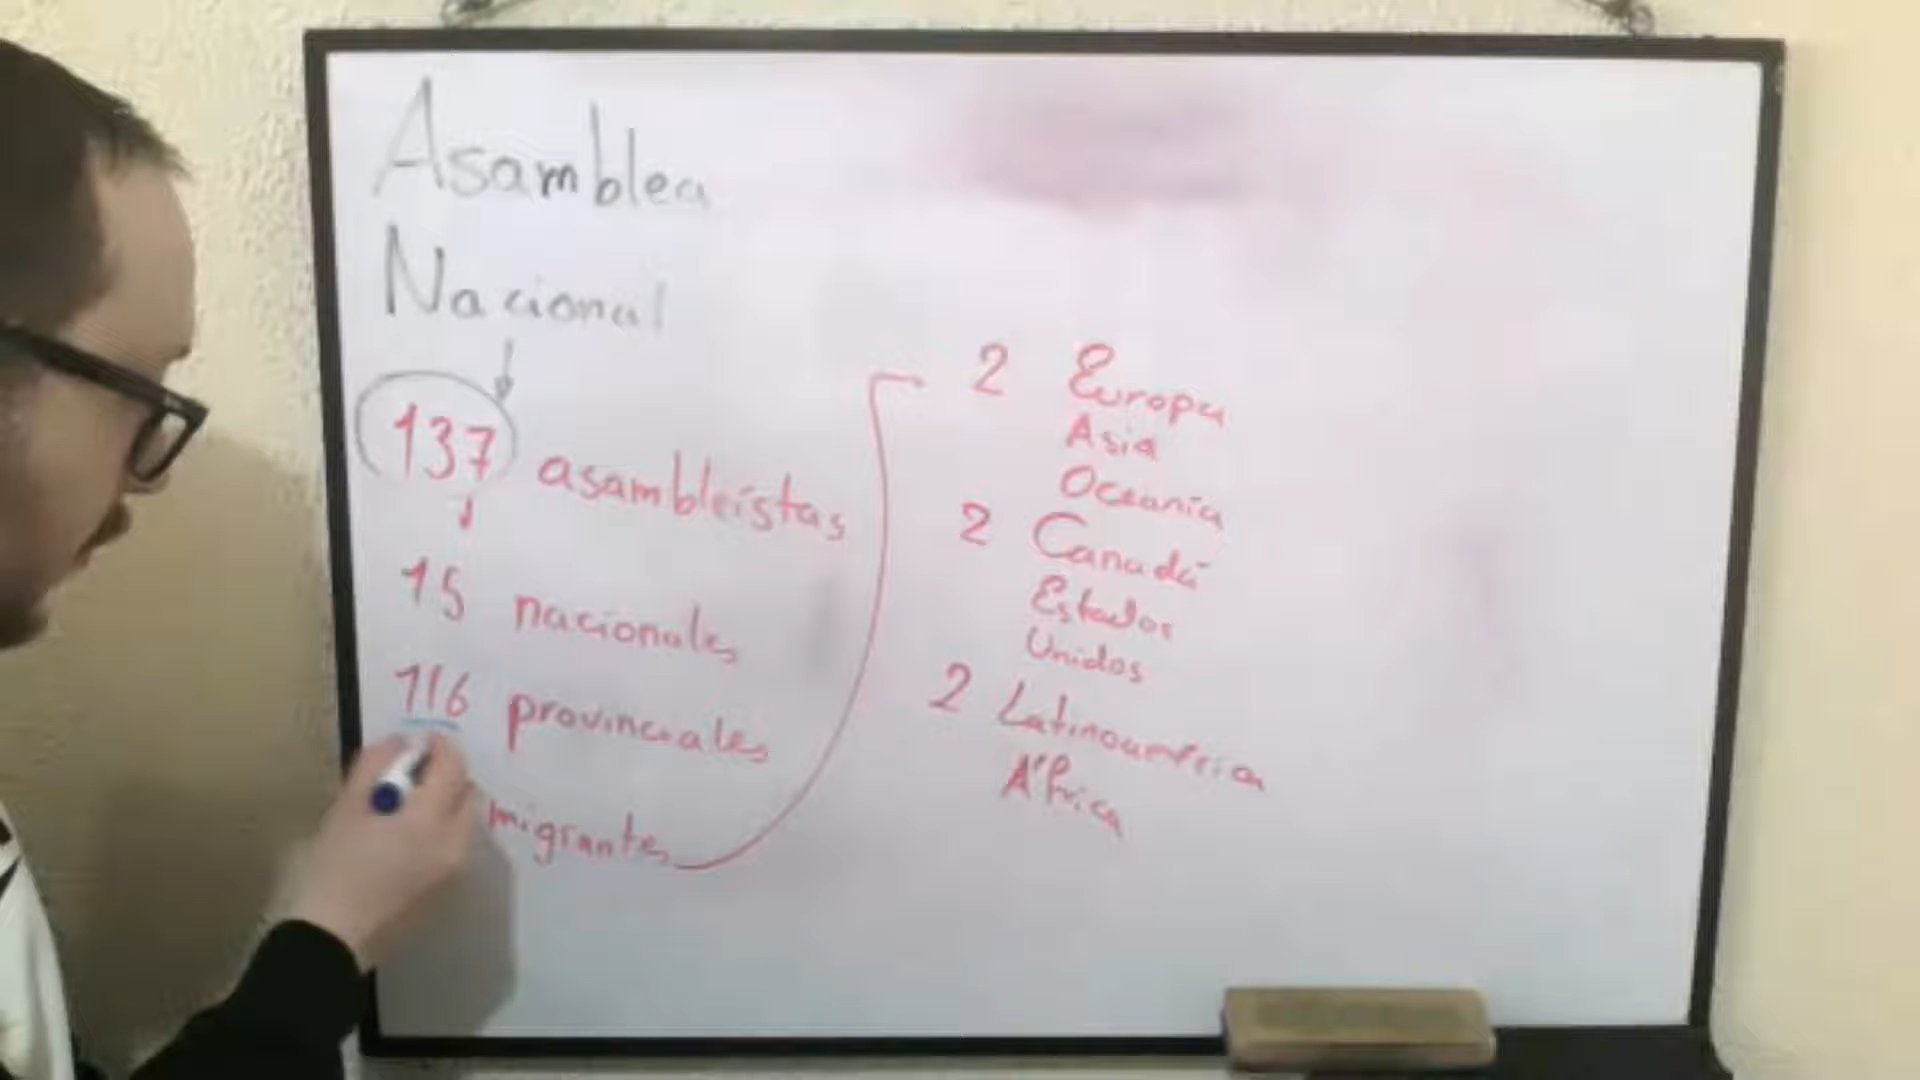 Asamblea
Nacional
137 asambleístas
15 nacionales
116 provinciales
migrantes
2 Europa
Asia
Oceanía
2 Canadá
Estados
Unidos
2 Latinoamérica
África